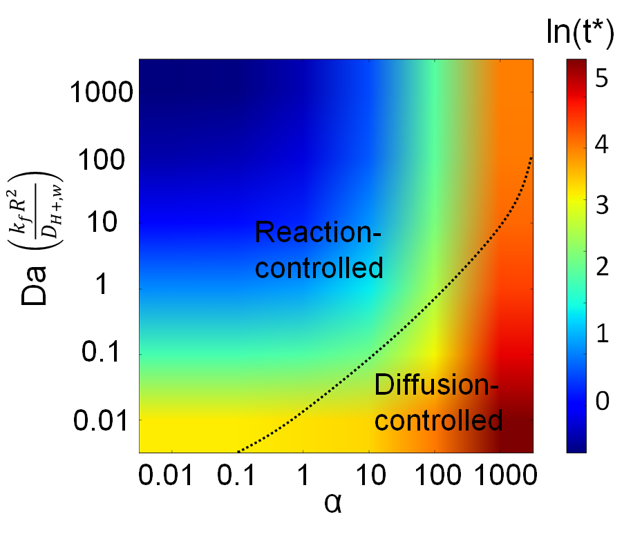 ln(t*)
5
4
3
2
1
0
Da (k_f R²/D_{H+,w})
1000
100
10
1
0.1
0.01
Reaction-
controlled
Diffusion-
controlled
0.01 0.1 1 10 100 1000
α